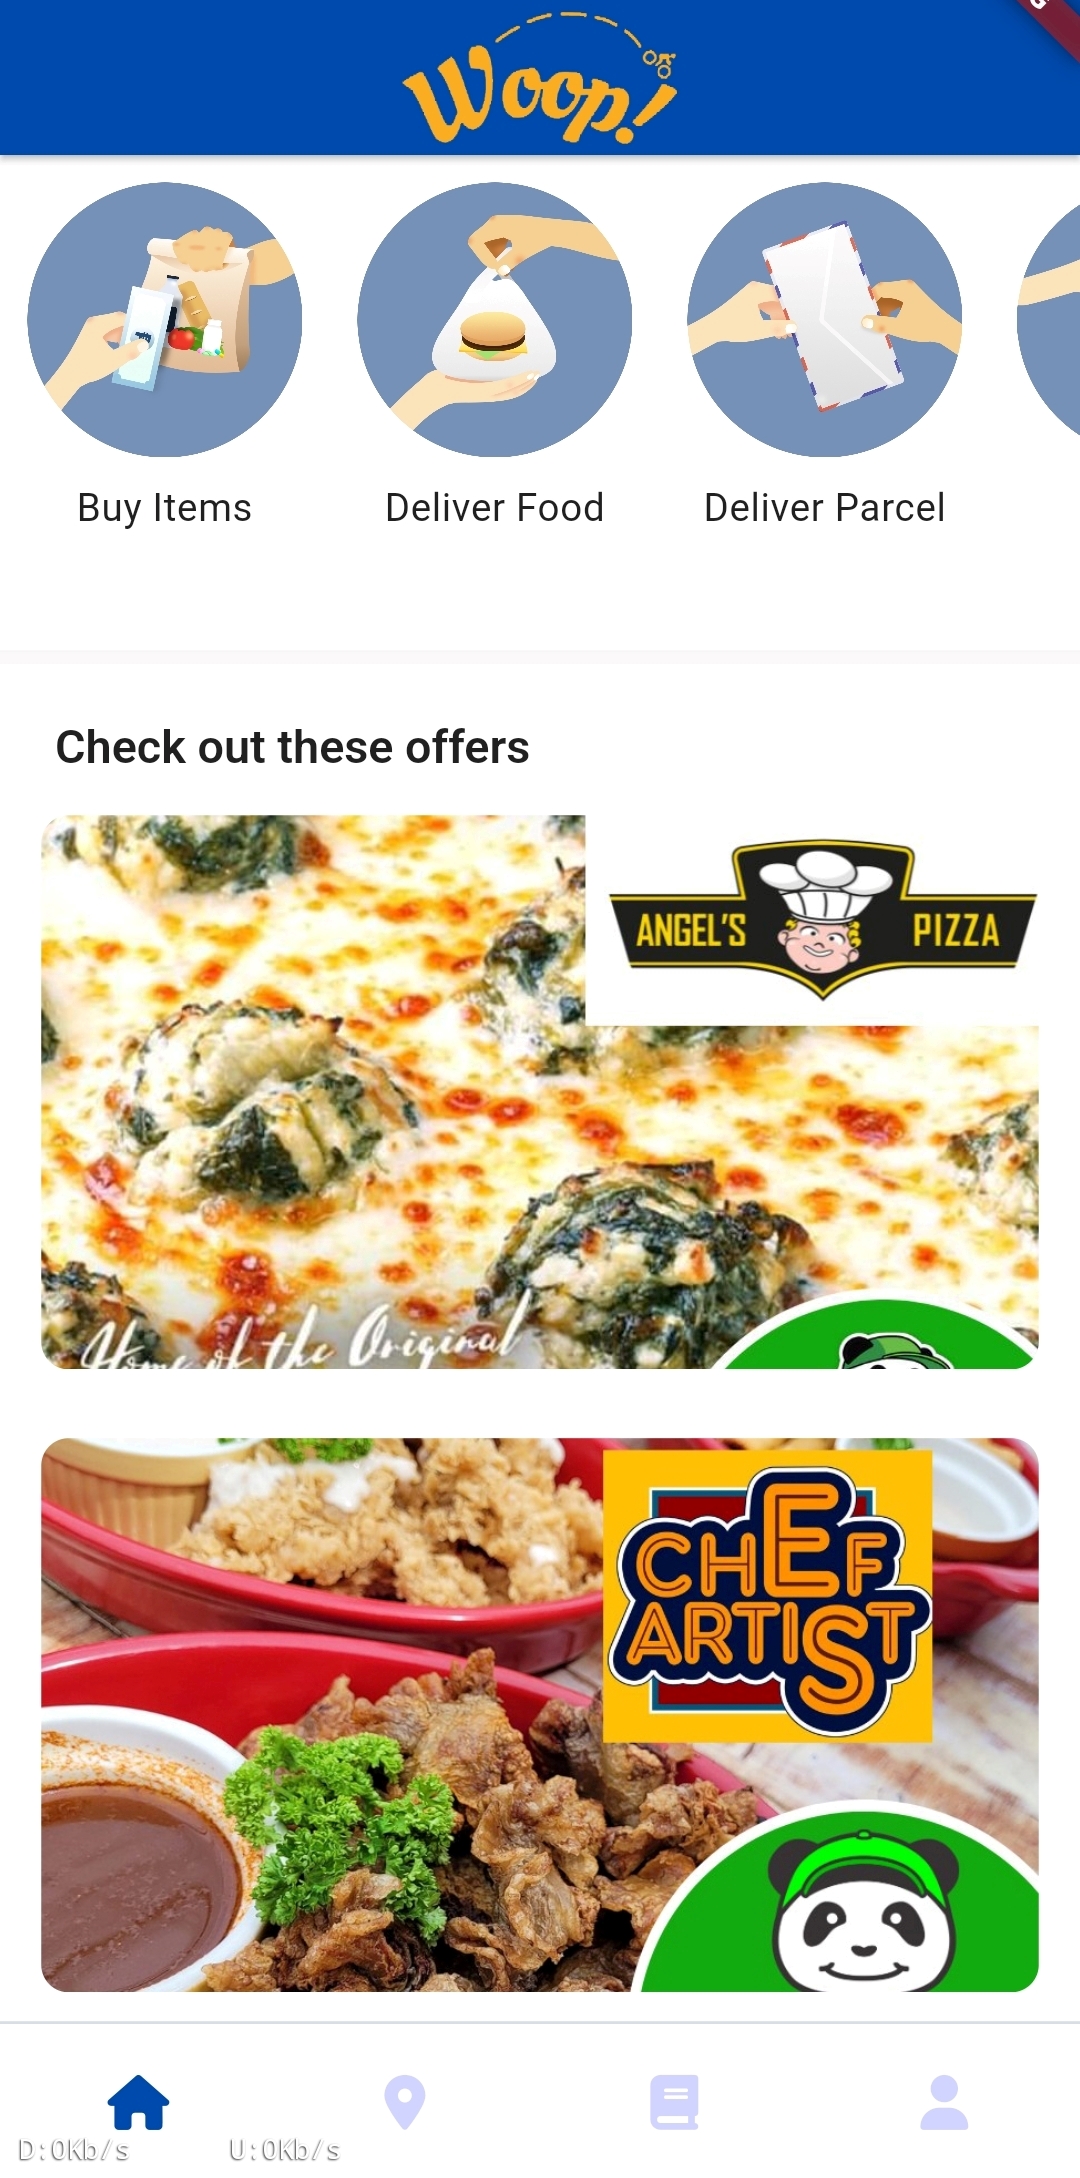 Woop!
Buy Items
Deliver Food
Deliver Parcel
Check out these offers
ANGEL'S PIZZA
Home of the Original
CHEF
ARTIST
D:0Kb/s U:0Kb/s